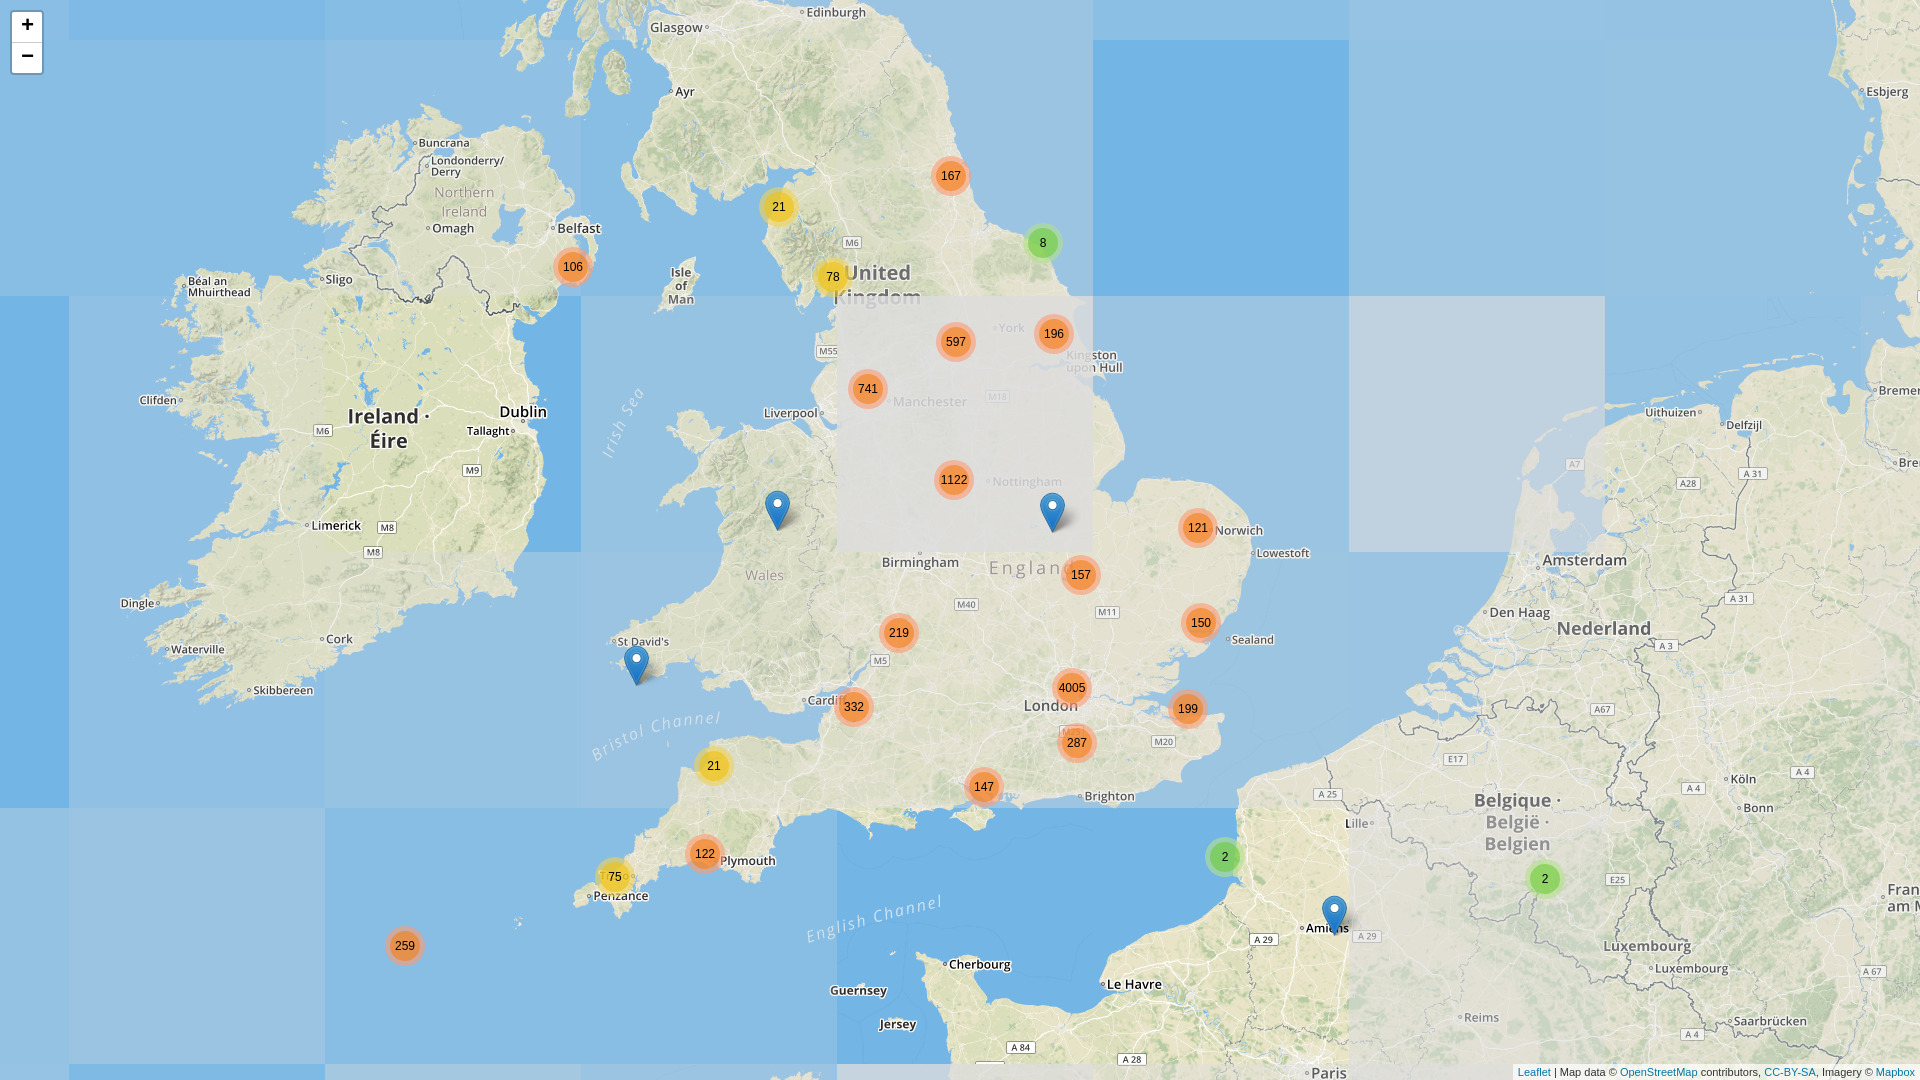 +
−
Edinburgh
Glasgow
Ayr
Esbjerg
Buncrana
Londonderry/
Derry
Northern
Ireland
Omagh
Belfast
167
21
8
M6
106
78
United
Kingdom
Isle
of
Man
Sligo
Béal an
Mhuirthead
York
196
597
M55
Kingston
upon Hull
741
Manchester
M18
Clifden
Liverpool
Irish Sea
Dublin
Tallaght
Ireland ·
Éire
M6
M9
Uithuizen
Delfzijl
Bremen
A7
A 31
A28
1122
Nottingham
Limerick
M8
M8
121
Norwich
Lowestoft
Birmingham
England
Wales
157
Amsterdam
A 31
Dingle
M40
M11
Den Haag
Nederland
150
219
Cork
Waterville
St David's
Sealand
M5
A 3
Skibbereen
4005
London
Cardiff
332
199
A67
Bristol Channel
287
M20
E17
21
147
Brighton
A 25
Köln
A 4
A 4
Bonn
Belgique ·
België ·
Belgien
Lille
122
Plymouth
2
75
Penzance
2
E25
English Channel
Amiens
A 29
A 29
259
Luxembourg
Luxembourg
A 67
Cherbourg
Le Havre
Guernsey
Jersey
Reims
Saarbrücken
A 4
A 84
A 28
Paris
Leaflet | Map data © OpenStreetMap contributors, CC-BY-SA, Imagery © Mapbox